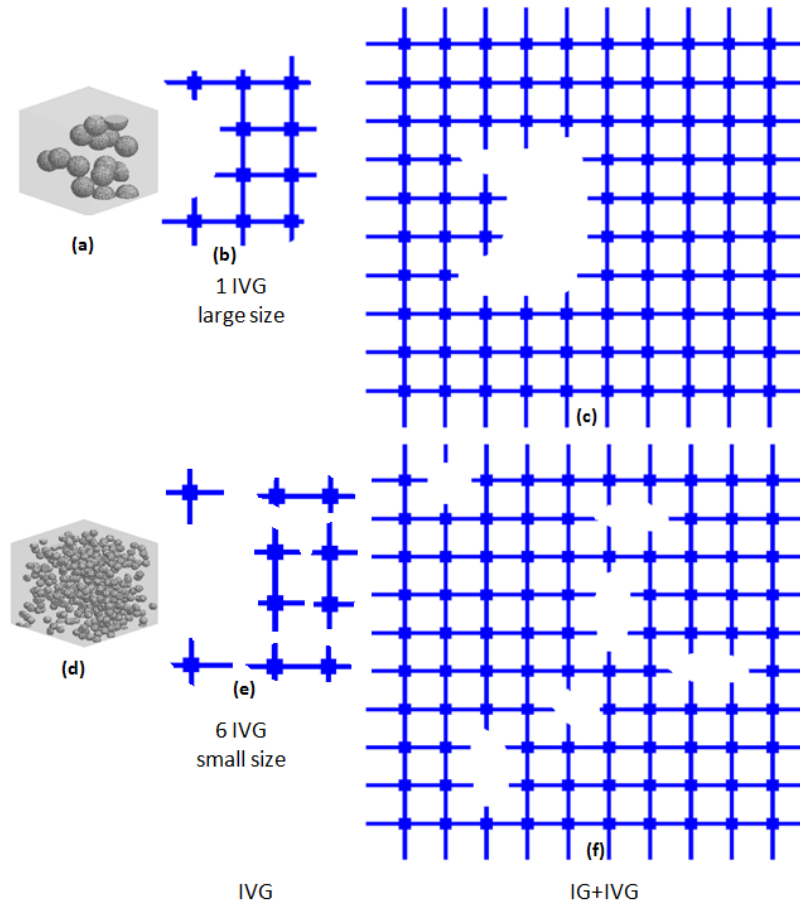 (a)
(b)
1 IVG
large size
(c)
(d)
(e)
6 IVG
small size
(f)
IVG
IG+IVG